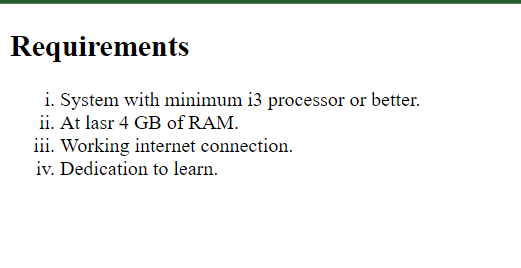 Requirements
i. System with minimum i3 processor or better.
ii. At lasr 4 GB of RAM.
iii. Working internet connection.
iv. Dedication to learn.